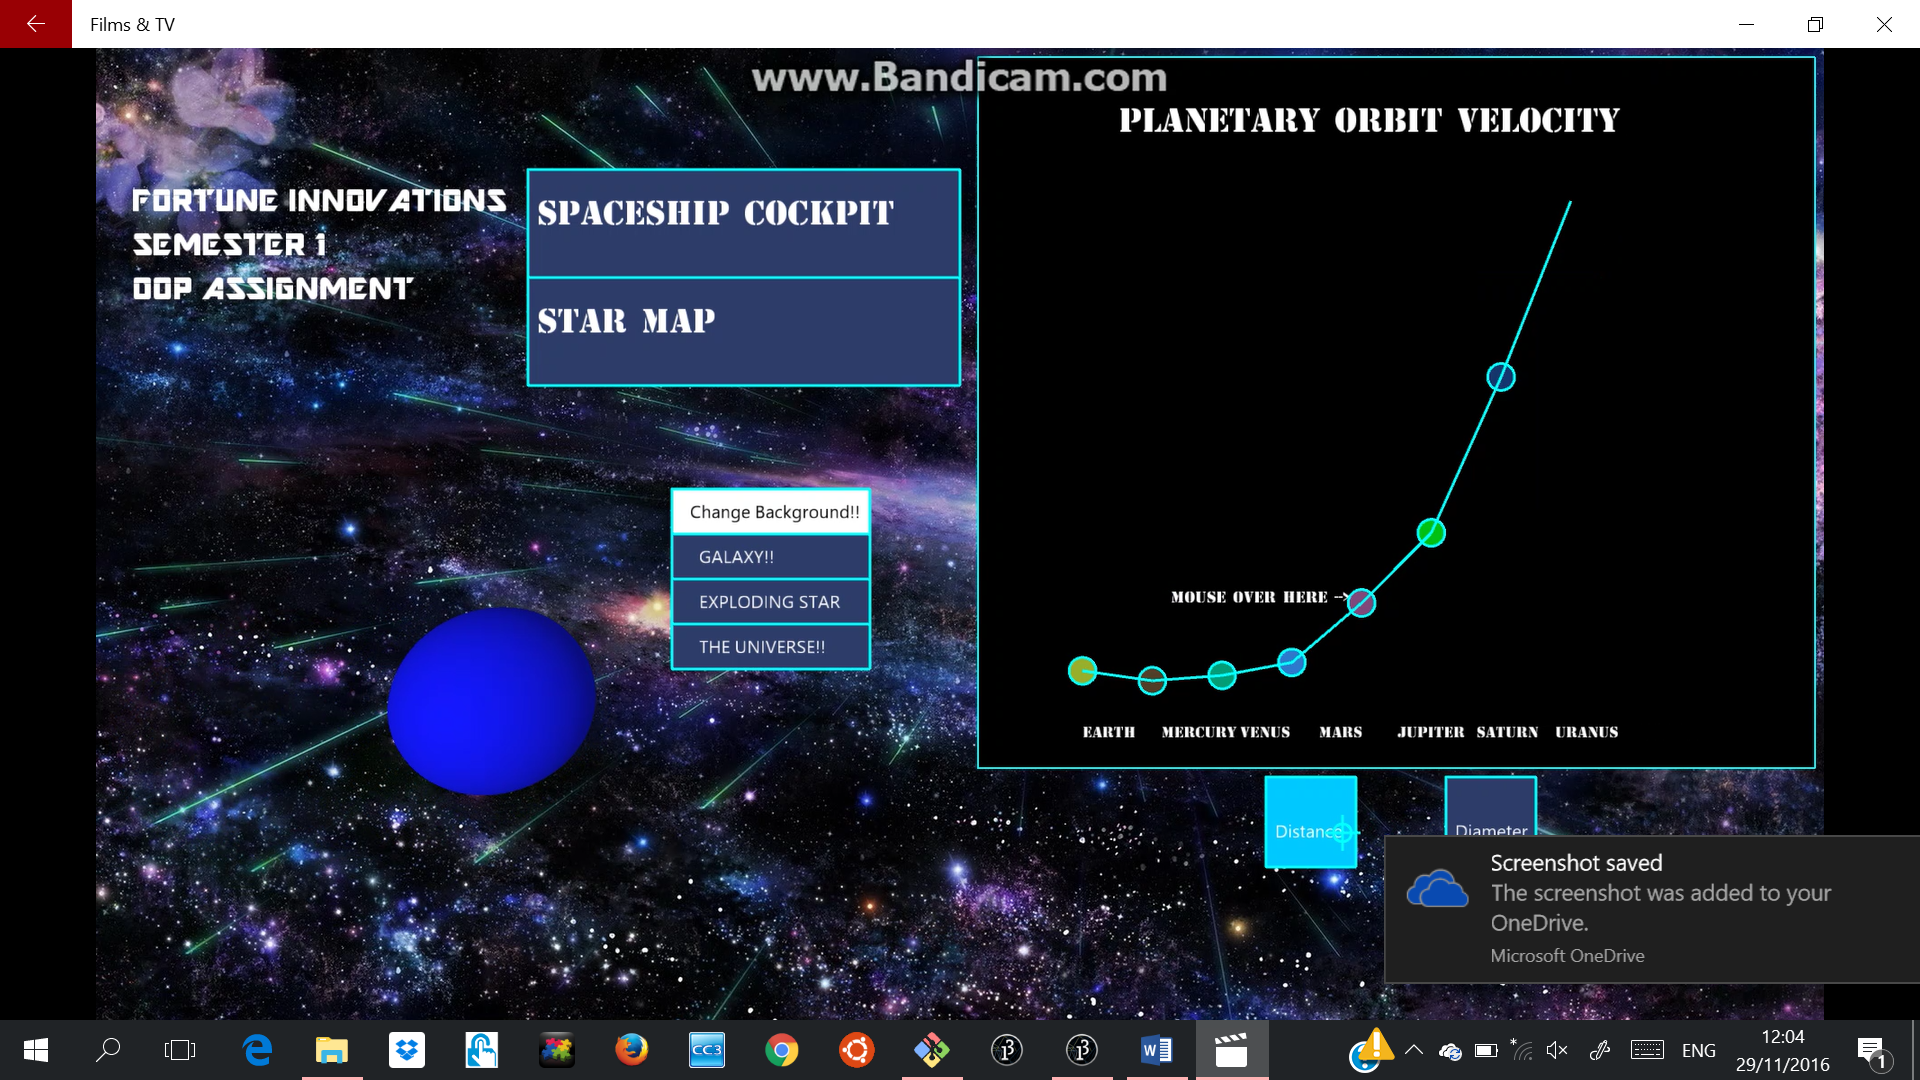 Films & TV
www.Bandicam.com
PLANETARY ORBIT VELOCITY
FORTUNE INNOVATIONS
SEMESTER 1
OOP ASSIGNMENT
SPACESHIP COCKPIT
STAR MAP
Change Background!!
GALAXY!!
EXPLODING STAR
THE UNIVERSE!!
MOUSE OVER HERE -->
EARTH MERCURY VENUS MARS JUPITER SATURN URANUS
Distance
Diameter
Screenshot saved
The screenshot was added to your
OneDrive.
Microsoft OneDrive
CC3
ENG
12:04
29/11/2016
1